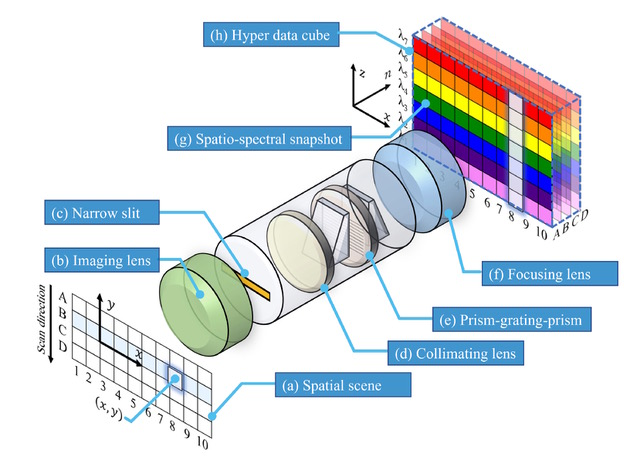 (h) Hyper data cube
λ7
λ6
λ5
λ4
λ3
z
n
x
(g) Spatio-spectral snapshot
(c) Narrow slit
(b) Imaging lens
3 4 5 6 7 8 9 10 A B C D
(f) Focusing lens
(e) Prism-grating-prism
(d) Collimating lens
(a) Spatial scene
Scan direction
A
B
C
D
y
x
1 2 3 4 5 6 7 8 9 10
(x, y)